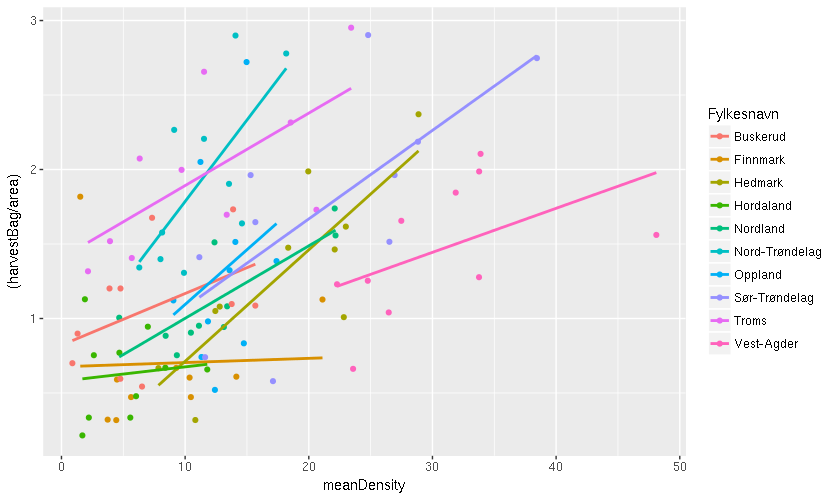 3
2
1
(harvestBag/area)
0
10
20
30
40
50
meanDensity
Fylkesnavn
Buskerud
Finnmark
Hedmark
Hordaland
Nordland
Nord-Trøndelag
Oppland
Sør-Trøndelag
Troms
Vest-Agder